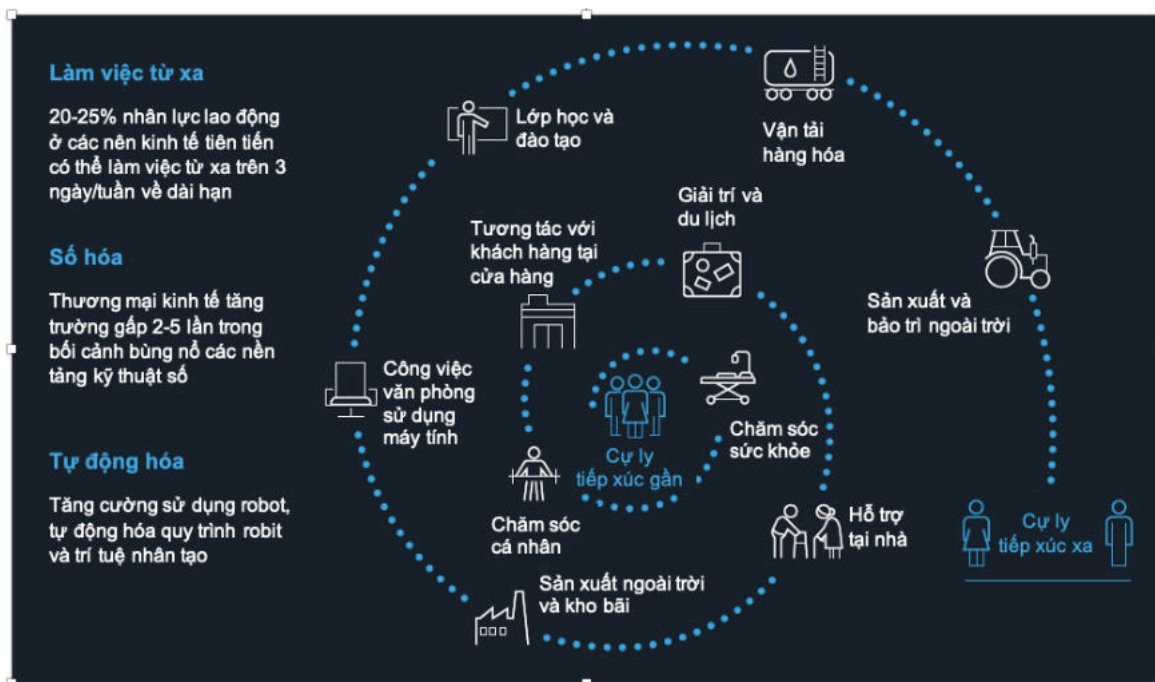 Làm việc từ xa
20-25% nhân lực lao động
ở các nên kinh tế tiên tiến
có thể làm việc từ xa trên 3
ngày/tuần về dài hạn
Số hóa
Thương mại kinh tế tăng
trưởng gấp 2-5 lần trong
bối cảnh bùng nổ các nền
tảng kỹ thuật số
Tự động hóa
Tăng cường sử dụng robot,
tự động hóa quy trình robit
và trí tuệ nhân tạo
Lớp học và
đào tạo
Vận tải
hàng hóa
Giải trí và
du lịch
Tương tác với
khách hàng tại
cửa hàng
Sản xuất và
bảo trì ngoài trời
Công việc
văn phòng
sử dụng
máy tính
Chăm sóc
sức khỏe
Cự ly
tiếp xúc gần
Chăm sóc
cá nhân
Hỗ trợ
tại nhà
Cự ly
tiếp xúc xa
Sản xuất ngoài trời
và kho bãi